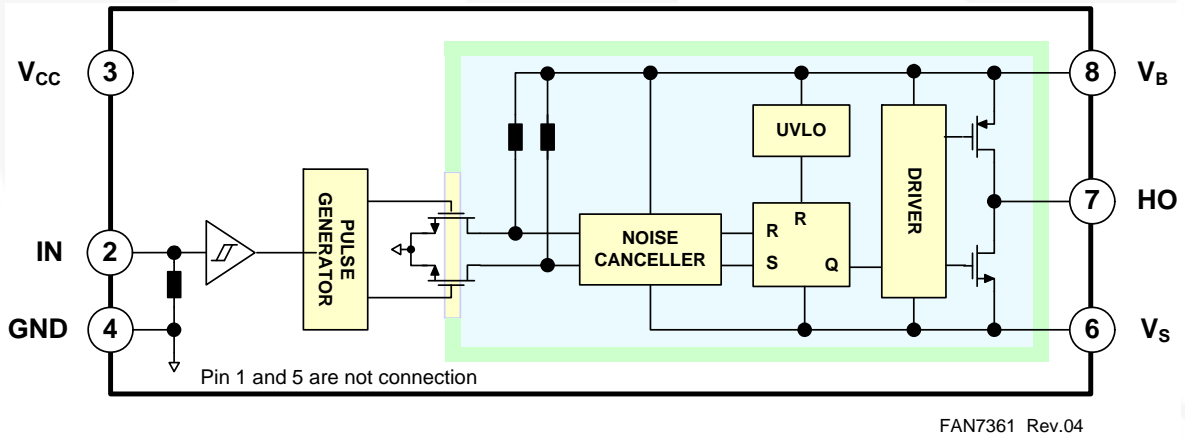 VCC 3
8 VB
UVLO
PULSE
GENERATOR
DRIVER
7 HO
R
IN 2
NOISE
CANCELLER
R
S
Q
GND 4
6 VS
Pin 1 and 5 are not connection
FAN7361 Rev.04